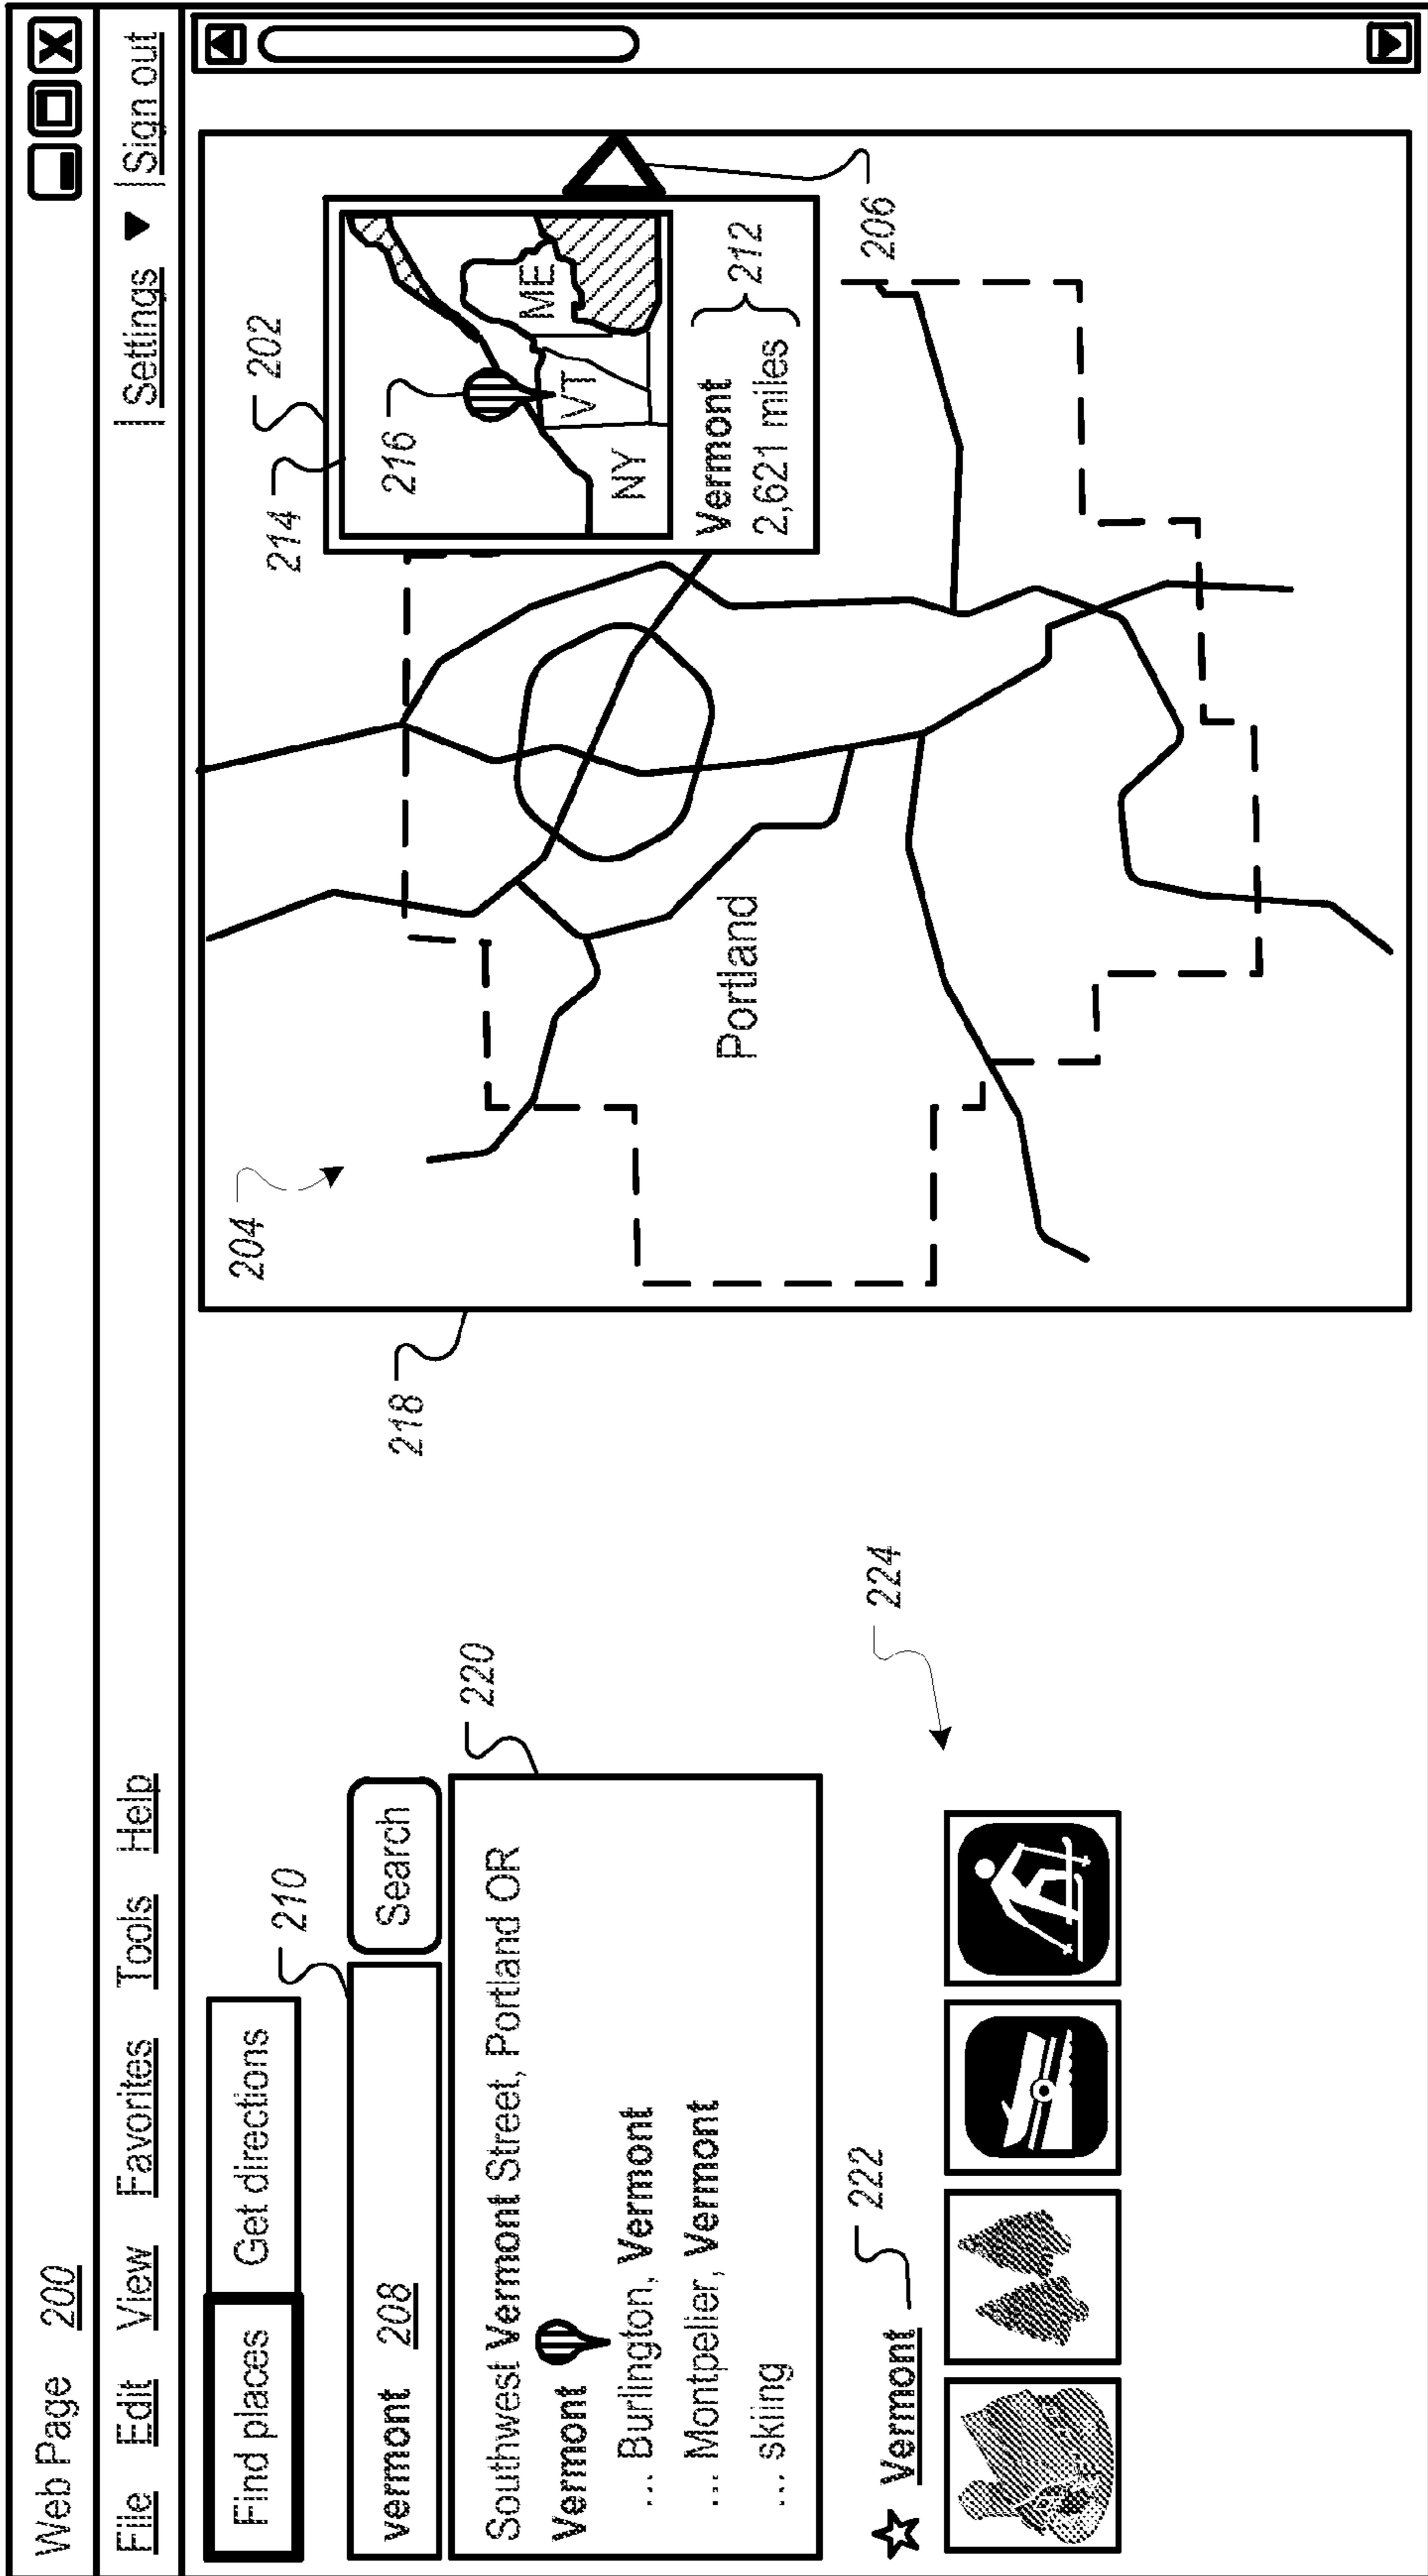 Web Page 200
File Edit View Favorites Tools Help
| Settings ▼ | Sign out
Find places
Get directions
210
vermont 208
Search
220
Southwest Vermont Street, Portland OR
Vermont
... Burlington, Vermont
... Montpelier, Vermont
... skiing
Vermont
222
224
218
204
Portland
214
202
216
NY
VT
ME
Vermont
2,621 miles
212
206